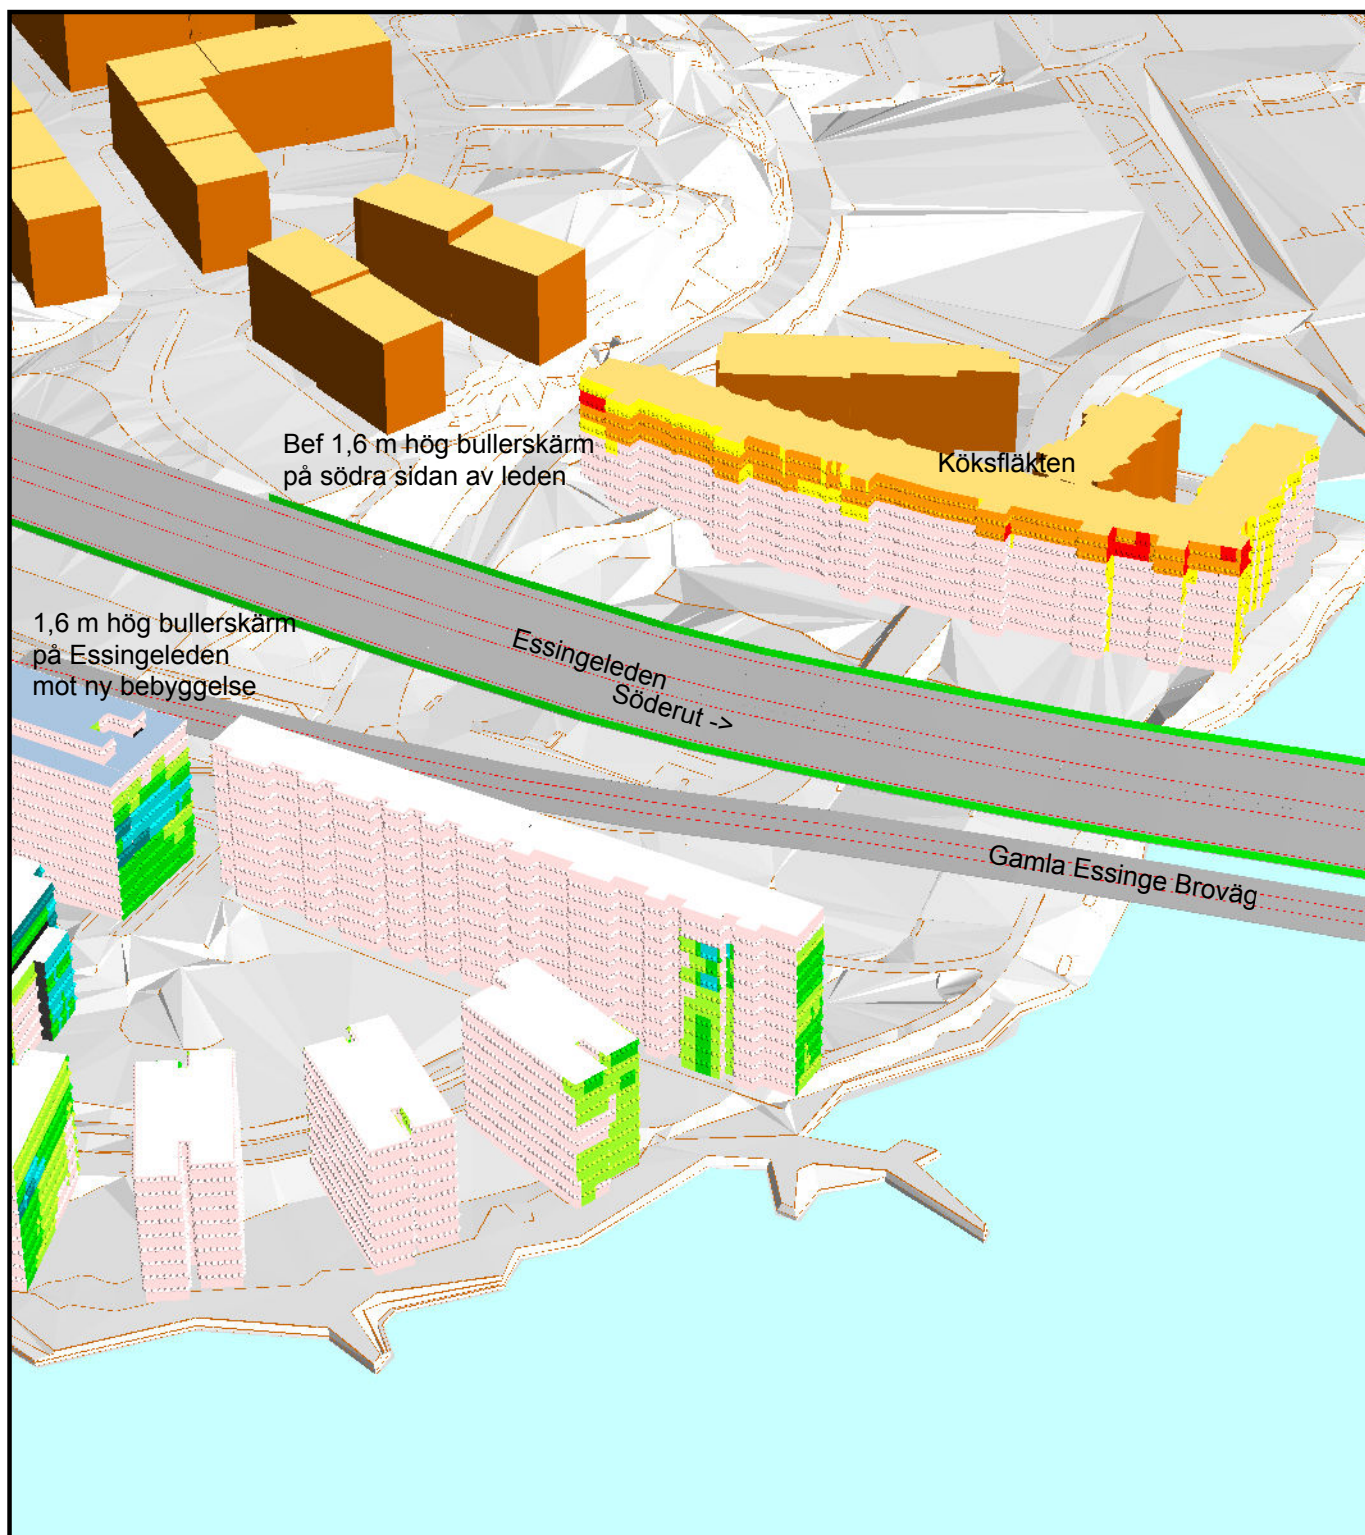 Bef 1,6 m hög bullerskärm
på södra sidan av leden
Köksfläkten
1,6 m hög bullerskärm
på Essingeleden
mot ny bebyggelse
Essingeleden
Söderut ->
Gamla Essinge Broväg